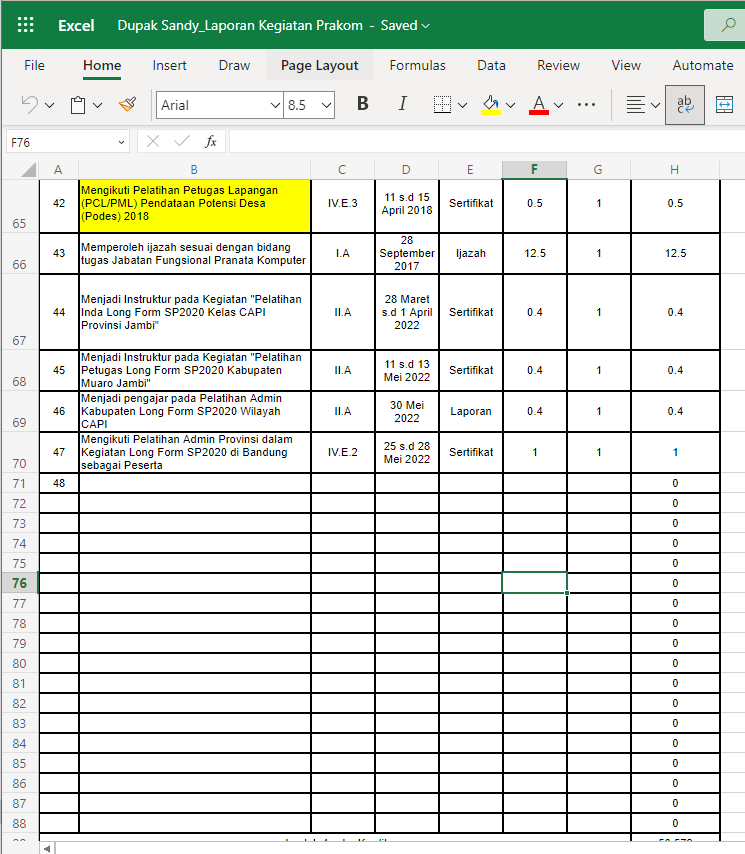 Excel Dupak Sandy_Laporan Kegiatan Prakom - Saved
File Home Insert Draw Page Layout Formulas Data Review View Automate
Arial 8.5 B I A ab
F76 fx
A B C D E F G H
65 42 Mengikuti Pelatihan Petugas Lapangan
(PCL/PML) Pendataan Potensi Desa
(Podes) 2018 IV.E.3 11 s.d 15
April 2018 Sertifikat 0.5 1 0.5
66 43 Memperoleh ijazah sesuai dengan bidang
tugas Jabatan Fungsional Pranata Komputer I.A 28
September
2017 Ijazah 12.5 1 12.5
67 44 Menjadi Instruktur pada Kegiatan "Pelatihan
Inda Long Form SP2020 Kelas CAPI
Provinsi Jambi" II.A 28 Maret
s.d 1 April
2022 Sertifikat 0.4 1 0.4
68 45 Menjadi Instruktur pada Kegiatan "Pelatihan
Petugas Long Form SP2020 Kabupaten
Muaro Jambi" II.A 11 s.d 13
Mei 2022 Sertifikat 0.4 1 0.4
69 46 Menjadi pengajar pada Pelatihan Admin
Kabupaten Long Form SP2020 Wilayah
CAPI II.A 30 Mei
2022 Laporan 0.4 1 0.4
70 47 Mengikuti Pelatihan Admin Provinsi dalam
Kegiatan Long Form SP2020 di Bandung
sebagai Peserta IV.E.2 25 s.d 28
Mei 2022 Sertifikat 1 1 1
71 48 0
72 0
73 0
74 0
75 0
76 0
77 0
78 0
79 0
80 0
81 0
82 0
83 0
84 0
85 0
86 0
87 0
88 0